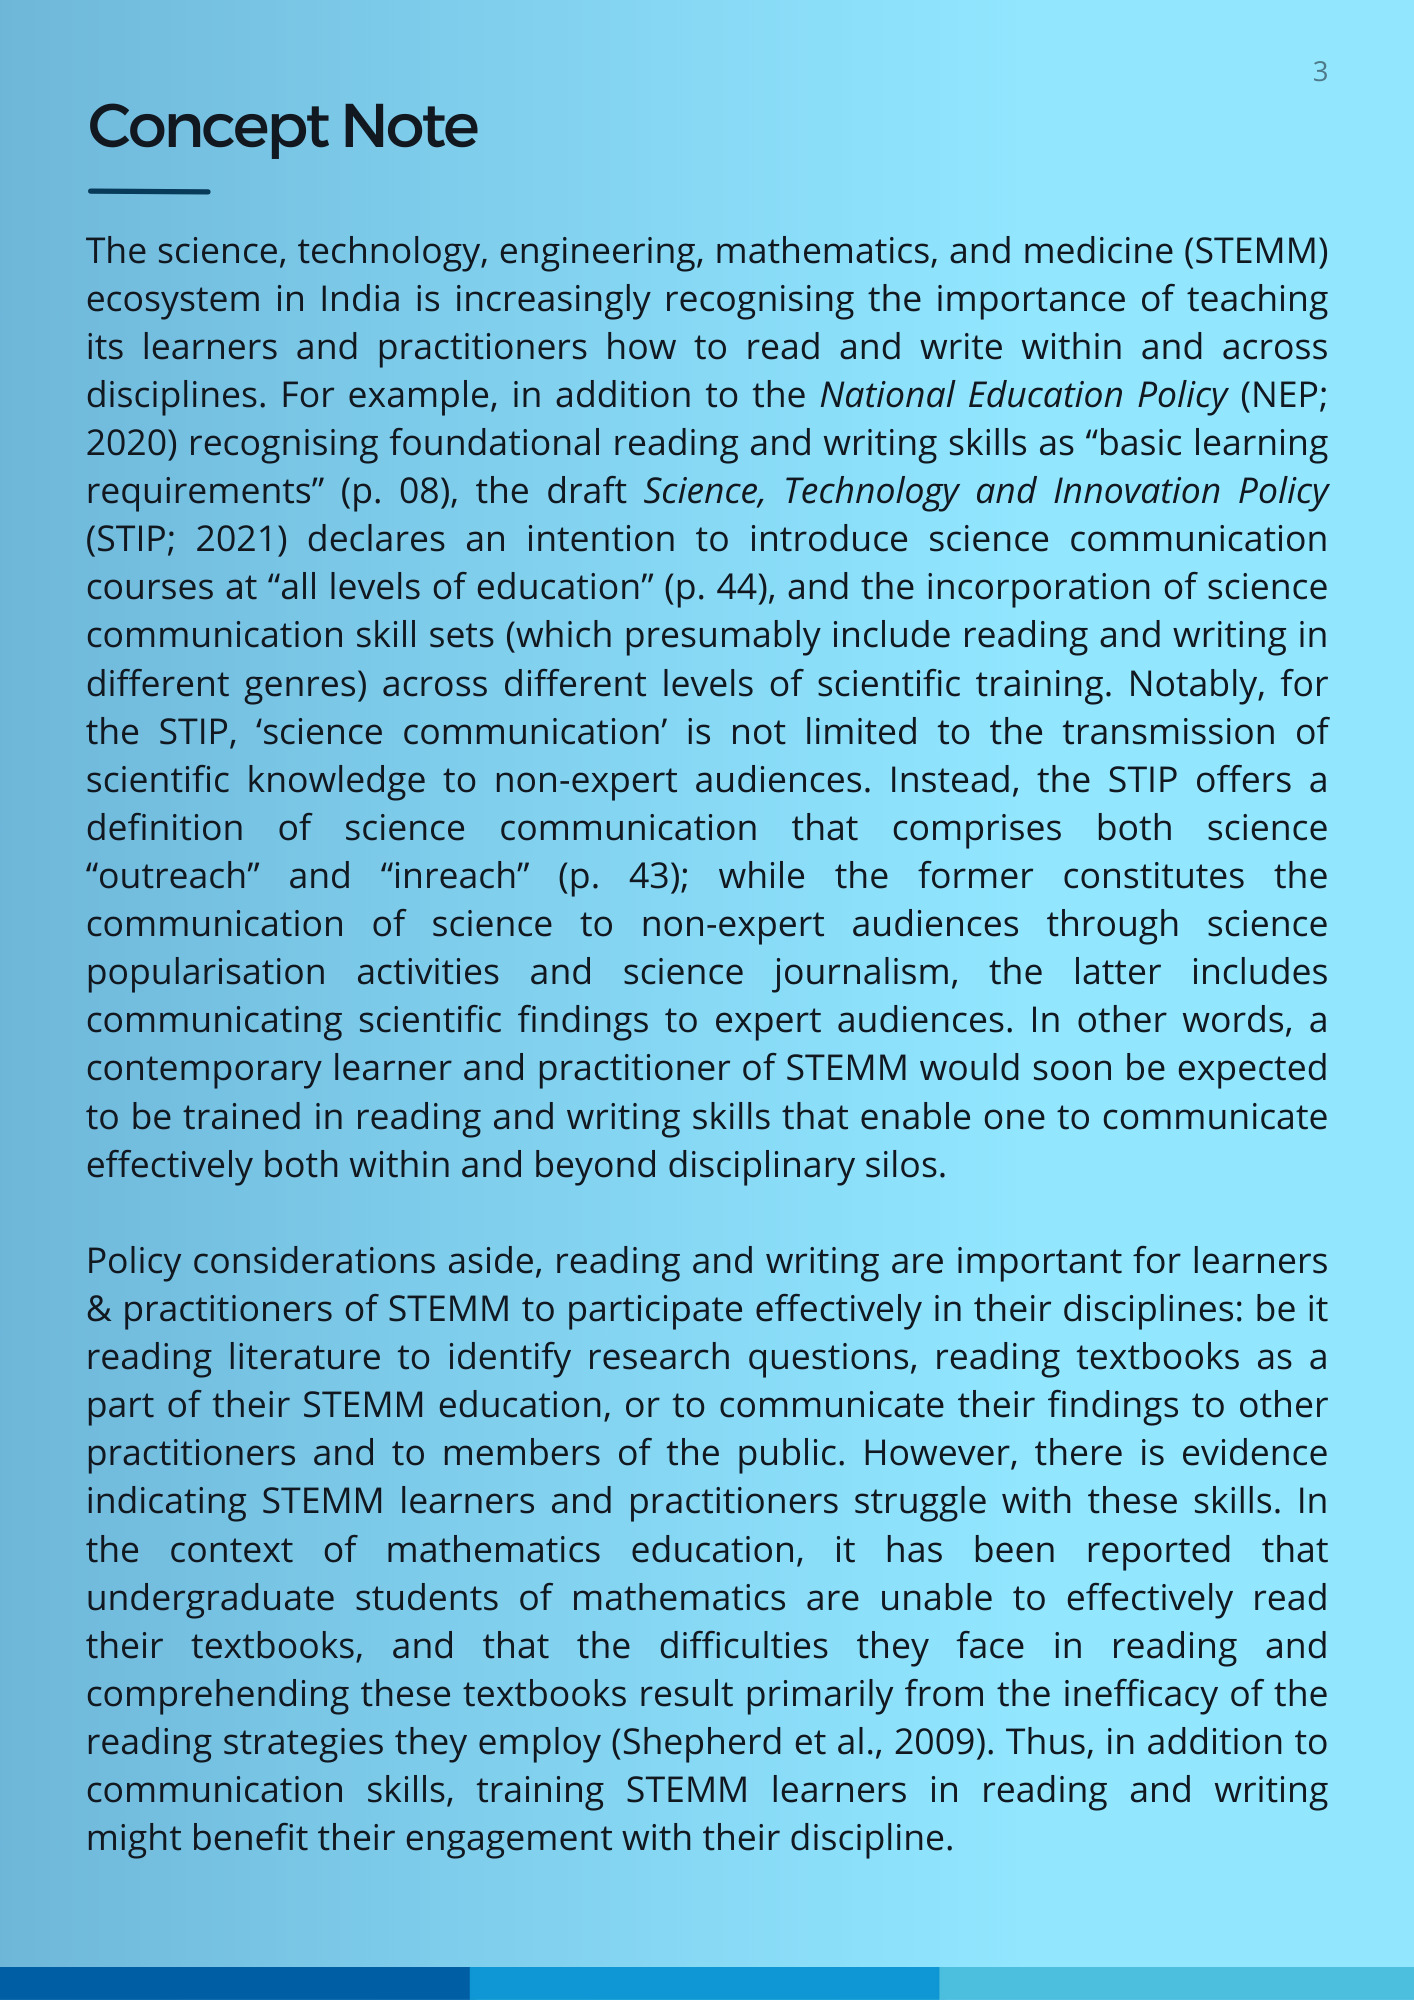 3
Concept Note
The science, technology, engineering, mathematics, and medicine (STEMM)
ecosystem in India is increasingly recognising the importance of teaching
its learners and practitioners how to read and write within and across
disciplines. For example, in addition to the National Education Policy (NEP;
2020) recognising foundational reading and writing skills as “basic learning
requirements” (p. 08), the draft Science, Technology and Innovation Policy
(STIP; 2021) declares an intention to introduce science communication
courses at “all levels of education” (p. 44), and the incorporation of science
communication skill sets (which presumably include reading and writing in
different genres) across different levels of scientific training. Notably, for
the STIP, ‘science communication’ is not limited to the transmission of
scientific knowledge to non-expert audiences. Instead, the STIP offers a
definition of science communication that comprises both science
“outreach” and “inreach” (p. 43); while the former constitutes the
communication of science to non-expert audiences through science
popularisation activities and science journalism, the latter includes
communicating scientific findings to expert audiences. In other words, a
contemporary learner and practitioner of STEMM would soon be expected
to be trained in reading and writing skills that enable one to communicate
effectively both within and beyond disciplinary silos.
Policy considerations aside, reading and writing are important for learners
& practitioners of STEMM to participate effectively in their disciplines: be it
reading literature to identify research questions, reading textbooks as a
part of their STEMM education, or to communicate their findings to other
practitioners and to members of the public. However, there is evidence
indicating STEMM learners and practitioners struggle with these skills. In
the context of mathematics education, it has been reported that
undergraduate students of mathematics are unable to effectively read
their textbooks, and that the difficulties they face in reading and
comprehending these textbooks result primarily from the inefficacy of the
reading strategies they employ (Shepherd et al., 2009). Thus, in addition to
communication skills, training STEMM learners in reading and writing
might benefit their engagement with their discipline.